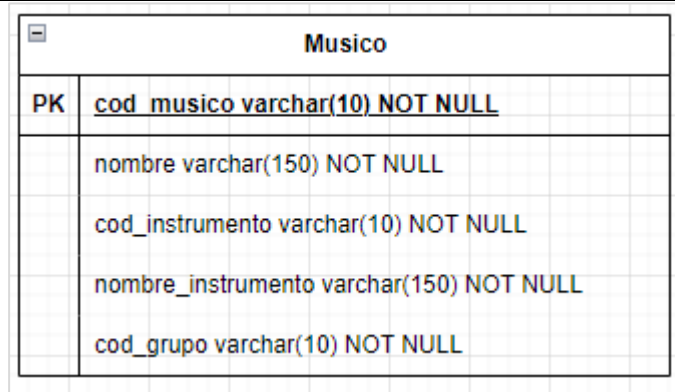 Musico
PK cod_musico varchar(10) NOT NULL
nombre varchar(150) NOT NULL
cod_instrumento varchar(10) NOT NULL
nombre_instrumento varchar(150) NOT NULL
cod_grupo varchar(10) NOT NULL